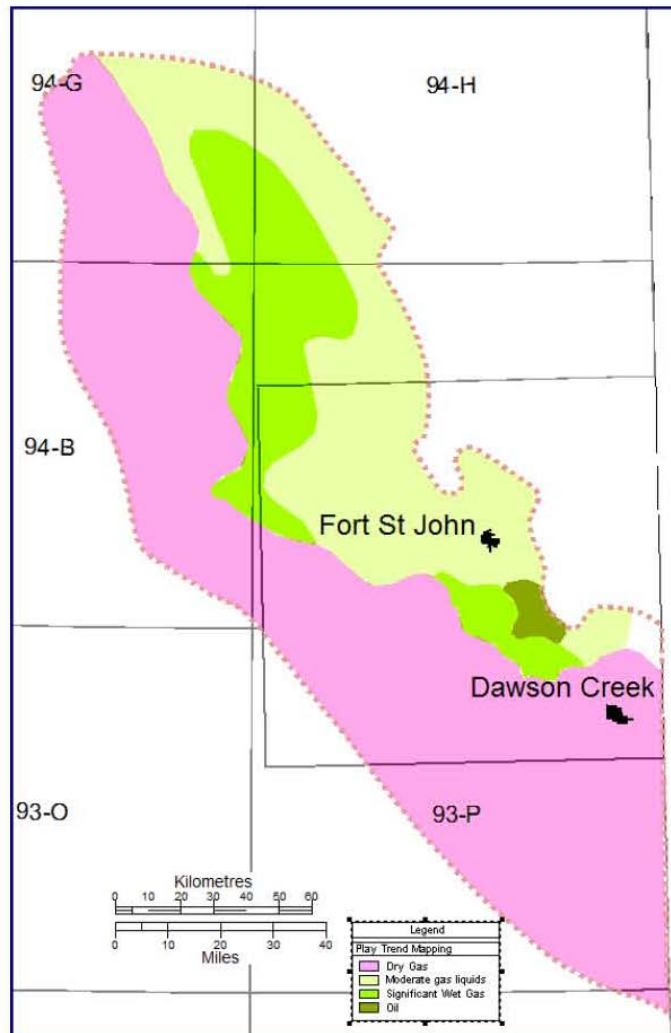 94-G
94-H
94-B
Fort St John
Dawson Creek
93-O
93-P
Kilometres
0 10 20 30 40 50 60
0 10 20 30 40
Miles
Legend
Play Trend Mapping
Dry Gas
Moderate gas liquids
Significant Wet Gas
Oil